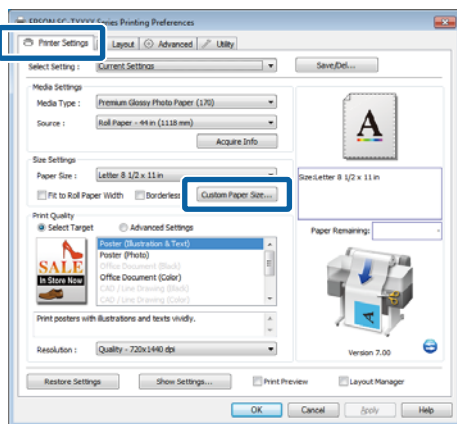 EPSON SC-TXXXX Series Printing Preferences
Printer Settings
Layout
Advanced
Utility
Select Setting :
Current Settings
Save/Del...
Media Settings
Media Type :
Premium Glossy Photo Paper (170)
Source :
Roll Paper - 44 in (1118 mm)
Acquire Info
A
Size Settings
Paper Size :
Letter 8 1/2 x 11 in
Size:Letter 8 1/2 x 11 in
Fit to Roll Paper Width
Borderless
Custom Paper Size...
Print Quality
Select Target
Advanced Settings
Paper Remaining:
-
SALE
In Store Now
Poster (Illustration & Text)
Poster (Photo)
Office Document (Black)
Office Document (Color)
CAD / Line Drawing (Black)
CAD / Line Drawing (Color)
Print posters with illustrations and texts vividly.
Resolution :
Quality - 720x1440 dpi
A
Version 7.00
Restore Settings
Show Settings...
Print Preview
Layout Manager
OK
Cancel
Apply
Help